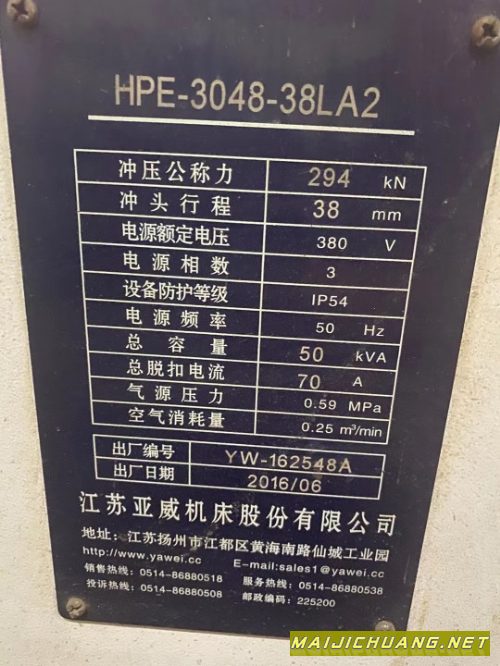 HPE-3048-38LA2
冲压公称力 294 kN
冲头行程 38 mm
电源额定电压 380 V
电源相数 3
设备防护等级 IP54
电源频率 50 Hz
总容量 50 kVA
总脱扣电流 70 A
气源压力 0.59 MPa
空气消耗量 0.25 m³/min
出厂编号 YW-162548A
出厂日期 2016/06
江苏亚威机床股份有限公司
地址:江苏扬州市江都区黄海南路仙城工业园
http://www.yawei.cc E-mail:sales1@yawei.cc
销售热线:0514-86880518 服务热线:0514-86880538
投诉热线:0514-86880508 邮政编码:225200
MAIJICHUANG.NET